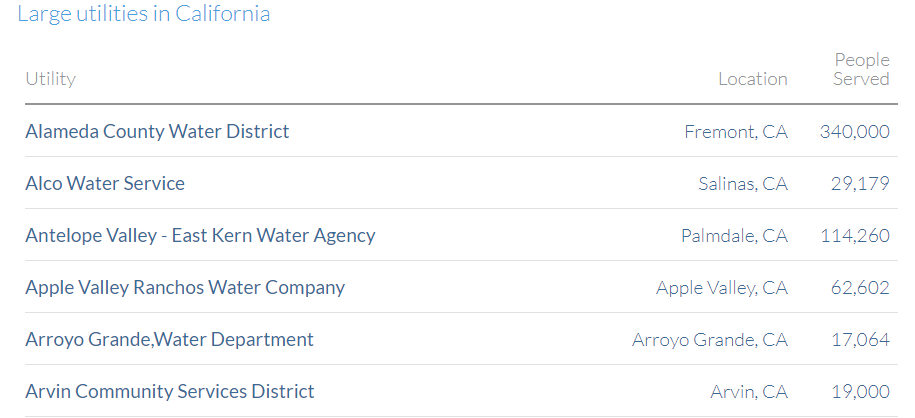 Large utilities in California
People
Utility Location Served
Alameda County Water District Fremont, CA 340,000
Alco Water Service Salinas, CA 29,179
Antelope Valley - East Kern Water Agency Palmdale, CA 114,260
Apple Valley Ranchos Water Company Apple Valley, CA 62,602
Arroyo Grande,Water Department Arroyo Grande, CA 17,064
Arvin Community Services District Arvin, CA 19,000